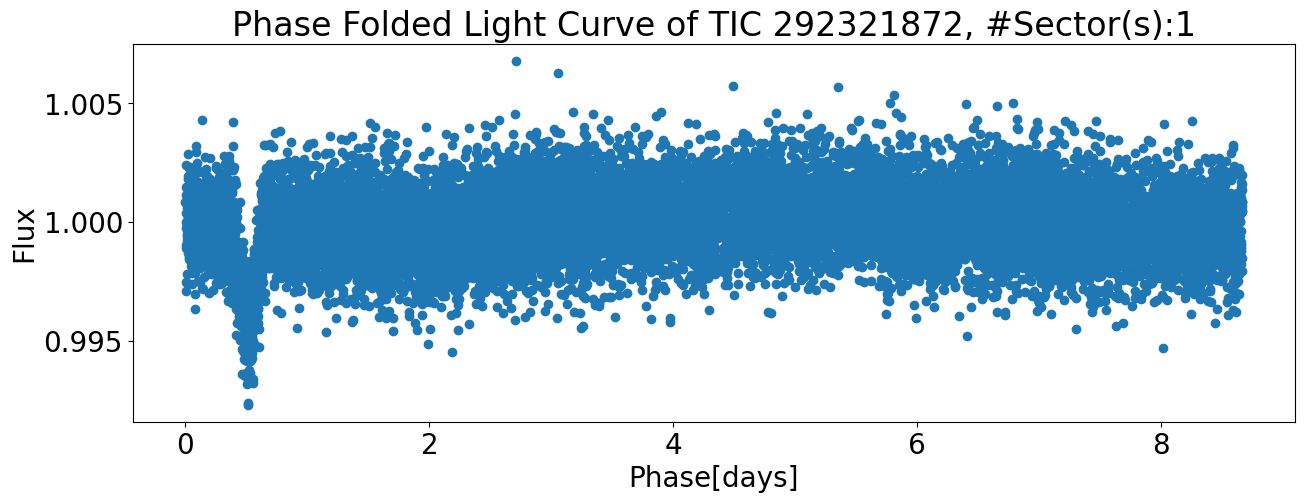 Phase Folded Light Curve of TIC 292321872, #Sector(s):1
1.005
1.000
0.995
Flux
0 2 4 6 8
Phase[days]